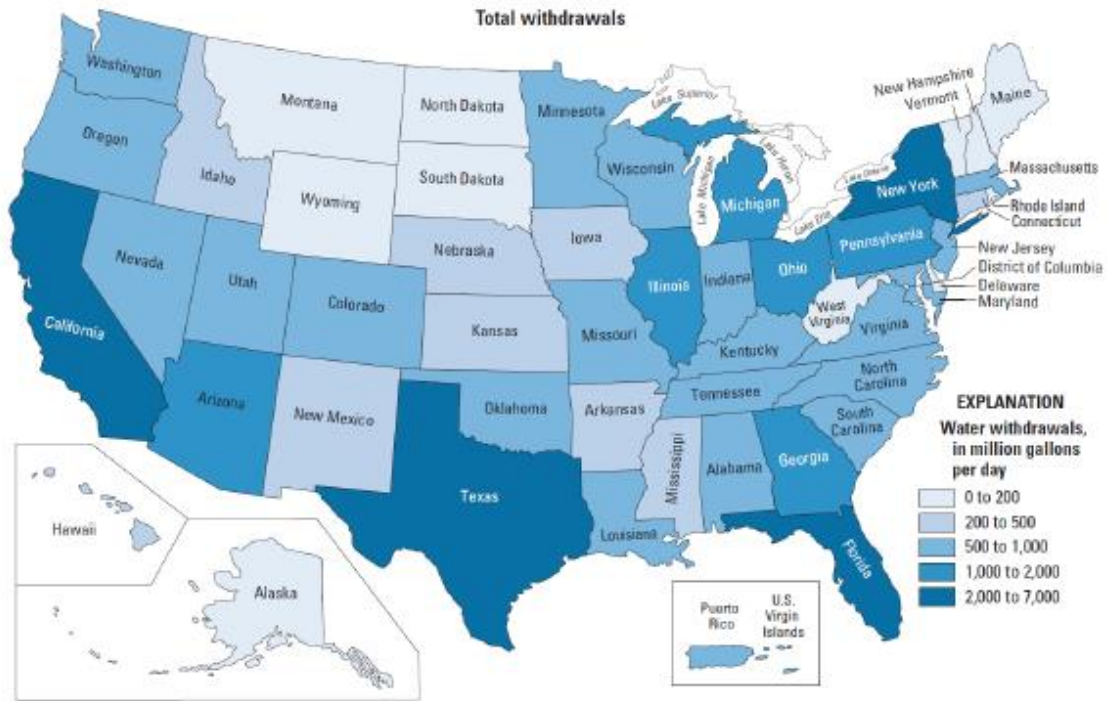 Total withdrawals
Washington
Oregon
California
Nevada
Idaho
Montana
Wyoming
Utah
Arizona
Colorado
New Mexico
North Dakota
South Dakota
Nebraska
Kansas
Oklahoma
Texas
Minnesota
Iowa
Missouri
Arkansas
Louisiana
Wisconsin
Illinois
Michigan
Indiana
Ohio
Kentucky
Tennessee
Mississippi
Alabama
Georgia
Florida
South
Carolina
North
Carolina
Virginia
West
Virginia
Pennsylvania
New York
New Hampshire
Vermont
Maine
Massachusetts
Rhode Island
Connecticut
New Jersey
District of Columbia
Delaware
Maryland
Lake Superior
Lake Michigan
Lake Huron
Lake Erie
Lake Ontario
Hawaii
Alaska
Puerto
Rico
U.S.
Virgin
Islands
EXPLANATION
Water withdrawals,
in million gallons
per day
0 to 200
200 to 500
500 to 1,000
1,000 to 2,000
2,000 to 7,000